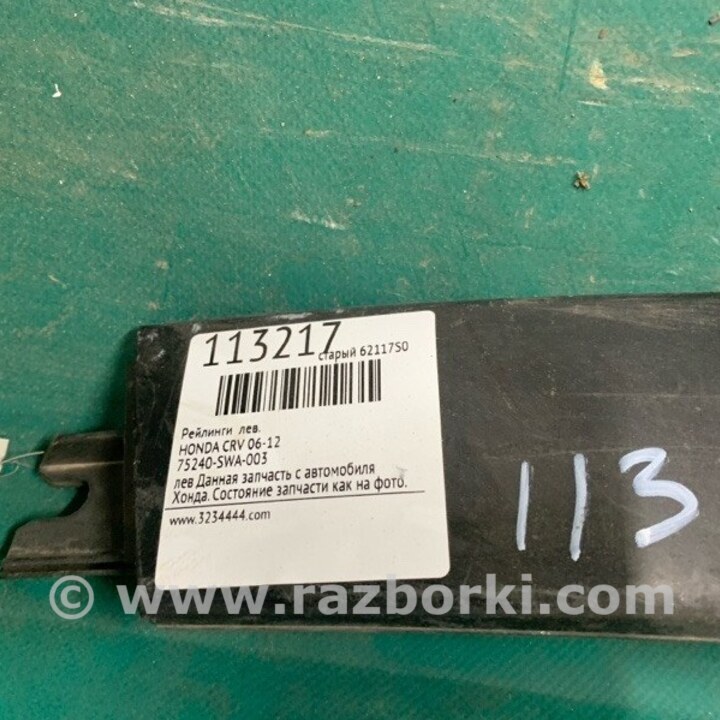 113217
старый 62117S0
Рейлинги лев.
HONDA CRV 06-12
75240-SWA-003
лев Данная запчасть с автомобиля
Хонда. Состояние запчасти как на фото.
www.3234444.com
113
© www.razborki.com